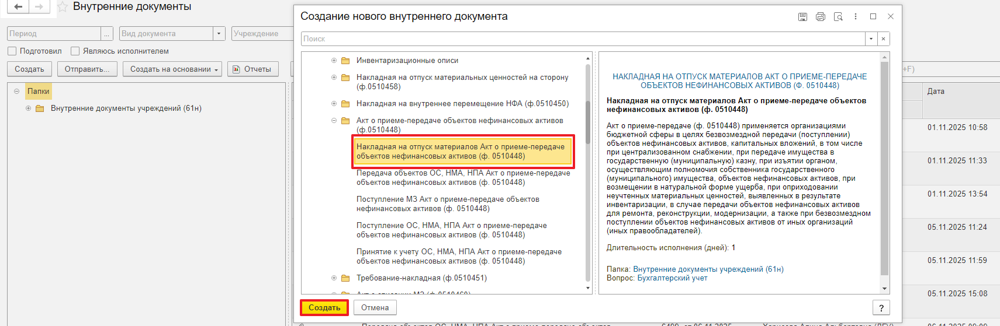 Внутренние документы
Период
...
Вид документа
Учреждение
Подготовил
Являюсь исполнителем
Создать
Отправить...
Создать на основании
Отчеты
Папки
Внутренние документы учреждений (61н)
Создание нового внутреннего документа
Поиск
Инвентаризационные описи
Накладная на отпуск материальных ценностей на сторону
(ф.0510458)
Накладная на внутреннее перемещение НФА (ф.0510450)
Акт о приеме-передаче объектов нефинансовых активов
(ф.0510448)
Накладная на отпуск материалов Акт о приеме-передаче
объектов нефинансовых активов (ф. 0510448)
Передача объектов ОС, НМА, НПА Акт о приеме-передаче
объектов нефинансовых активов (ф. 0510448)
Поступление МЗ Акт о приеме-передаче объектов
нефинансовых активов (ф. 0510448)
Поступление ОС, НМА, НПА Акт о приеме-передаче
объектов нефинансовых активов (ф. 0510448)
Принятие к учету ОС, НМА, НПА Акт о приеме-передаче
объектов нефинансовых активов (ф. 0510448)
Требование-накладная (ф.0510451)
Акт о списании МЗ (ф.0510460)
НАКЛАДНАЯ НА ОТПУСК МАТЕРИАЛОВ АКТ О ПРИЕМЕ-ПЕРЕДАЧЕ
ОБЪЕКТОВ НЕФИНАНСОВЫХ АКТИВОВ (Ф. 0510448)
Накладная на отпуск материалов Акт о приеме-передаче объектов
нефинансовых активов (ф. 0510448)
Акт о приеме-передаче (ф. 0510448) применяется организациями
бюджетной сферы в целях безвозмездной передачи (поступлении)
объектов нефинансовых активов, капитальных вложений, в том числе
при централизованном снабжении, при передаче имущества в
государственную (муниципальную) казну, при изъятии органом,
осуществляющим полномочия собственника государственного
(муниципального) имущества, объектов нефинансовых активов, при
возмещении в натуральной форме ущерба, при оприходовании
неучтенных материальных ценностей, выявленных в результате
инвентаризации, в случае передачи объектов нефинансовых активов
для ремонта, реконструкции, модернизации, а также при безвозмездном
поступлении объектов нефинансовых активов от иных организаций
(иных правообладателей).
Длительность исполнения (дней): 1
Папка: Внутренние документы учреждений (61н)
Вопрос: Бухгалтерский учет
Создать
Отмена
?
+F)
Дата
01.11.2025 10:58
01.11.2025 11:33
01.11.2025 13:54
05.11.2025 11:24
05.11.2025 11:59
05.11.2025 15:08